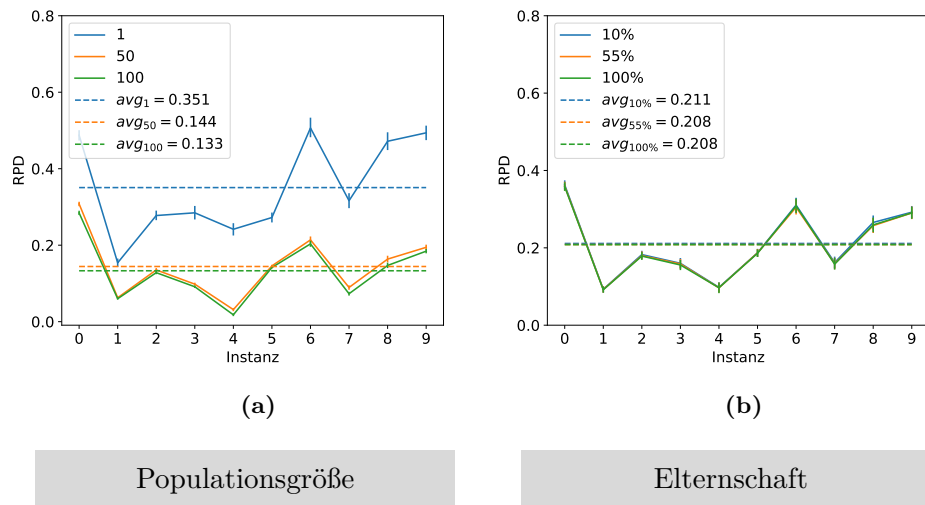 0.8
0.6
0.4
0.2
0.0
RPD
1
50
100
avg₁ = 0.351
avg₅₀ = 0.144
avg₁₀₀ = 0.133
0 1 2 3 4 5 6 7 8 9
Instanz
(a)
Populationsgröße
0.8
0.6
0.4
0.2
0.0
RPD
10%
55%
100%
avg₁₀% = 0.211
avg₅₅% = 0.208
avg₁₀₀% = 0.208
0 1 2 3 4 5 6 7 8 9
Instanz
(b)
Elternschaft